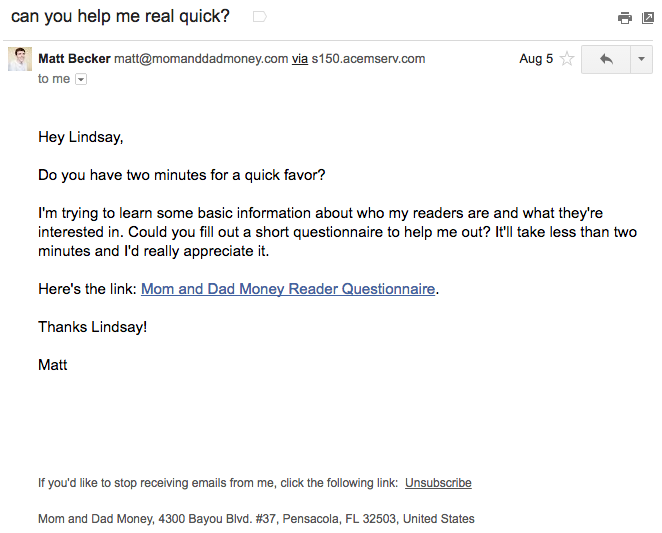 can you help me real quick?
Matt Becker matt@momanddadmoney.com via s150.acemserv.com Aug 5
to me
Hey Lindsay,
Do you have two minutes for a quick favor?
I'm trying to learn some basic information about who my readers are and what they're
interested in. Could you fill out a short questionnaire to help me out? It'll take less than two
minutes and I'd really appreciate it.
Here's the link: Mom and Dad Money Reader Questionnaire.
Thanks Lindsay!
Matt
If you'd like to stop receiving emails from me, click the following link: Unsubscribe
Mom and Dad Money, 4300 Bayou Blvd. #37, Pensacola, FL 32503, United States